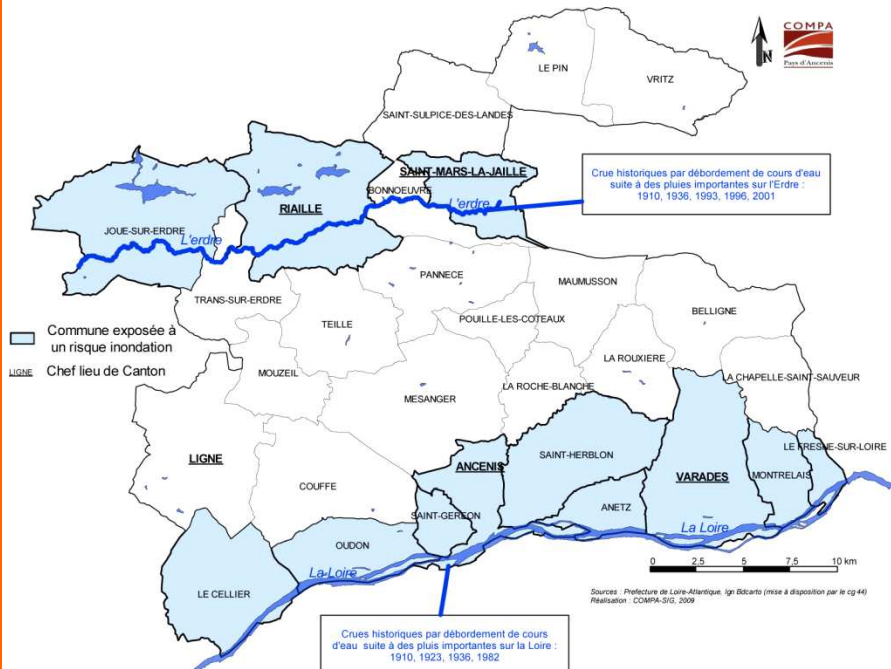 COMPA
Pays d'Ancenis
N
LE PIN
VRITZ
SAINT-SULPICE-DES-LANDES
SAINT-MARS-LA-JAILLE
Crue historiques par débordement de cours d'eau
suite à des pluies importantes sur l'Erdre :
1910, 1936, 1993, 1996, 2001
BONNOEUVRE
RIAILLE
L'erdre
JOUE-SUR-ERDRE
L'erdre
PANNECE
MAUMUSSON
TRANS-SUR-ERDRE
BELLIGNE
POUILLE-LES-COTEAUX
TEILLE
Commune exposée à
un risque inondation
LIGNE Chef lieu de Canton
LA ROUXIERE
MOUZEIL
LA CHAPELLE-SAINT-SAUVEUR
LA ROCHE-BLANCHE
MESANGER
LE FRESNE-SUR-LOIRE
SAINT-HERBLON
LIGNE
ANCENIS
VARADES
MONTRELAIS
COUFFE
ANETZ
SAINT-GEREON
La Loire
OUDON
0 2,5 5 7,5 10 km
La Loire
LE CELLIER
Sources : Prefecture de Loire-Atlantique, Ign Bdcarto (mise à disposition par le cg 44)
Réalisation : COMPA-SIG, 2009
Crues historiques par débordement de cours
d'eau suite à des pluies importantes sur la Loire :
1910, 1923, 1936, 1982